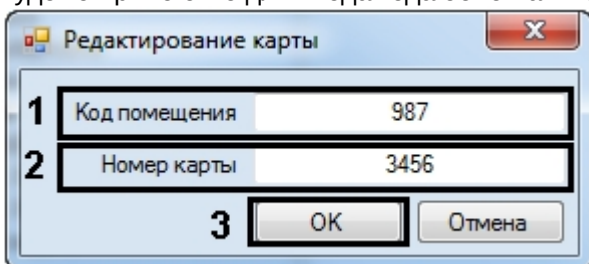 Редактирование карты
1 Код помещения 987
2 Номер карты 3456
3 OK Отмена